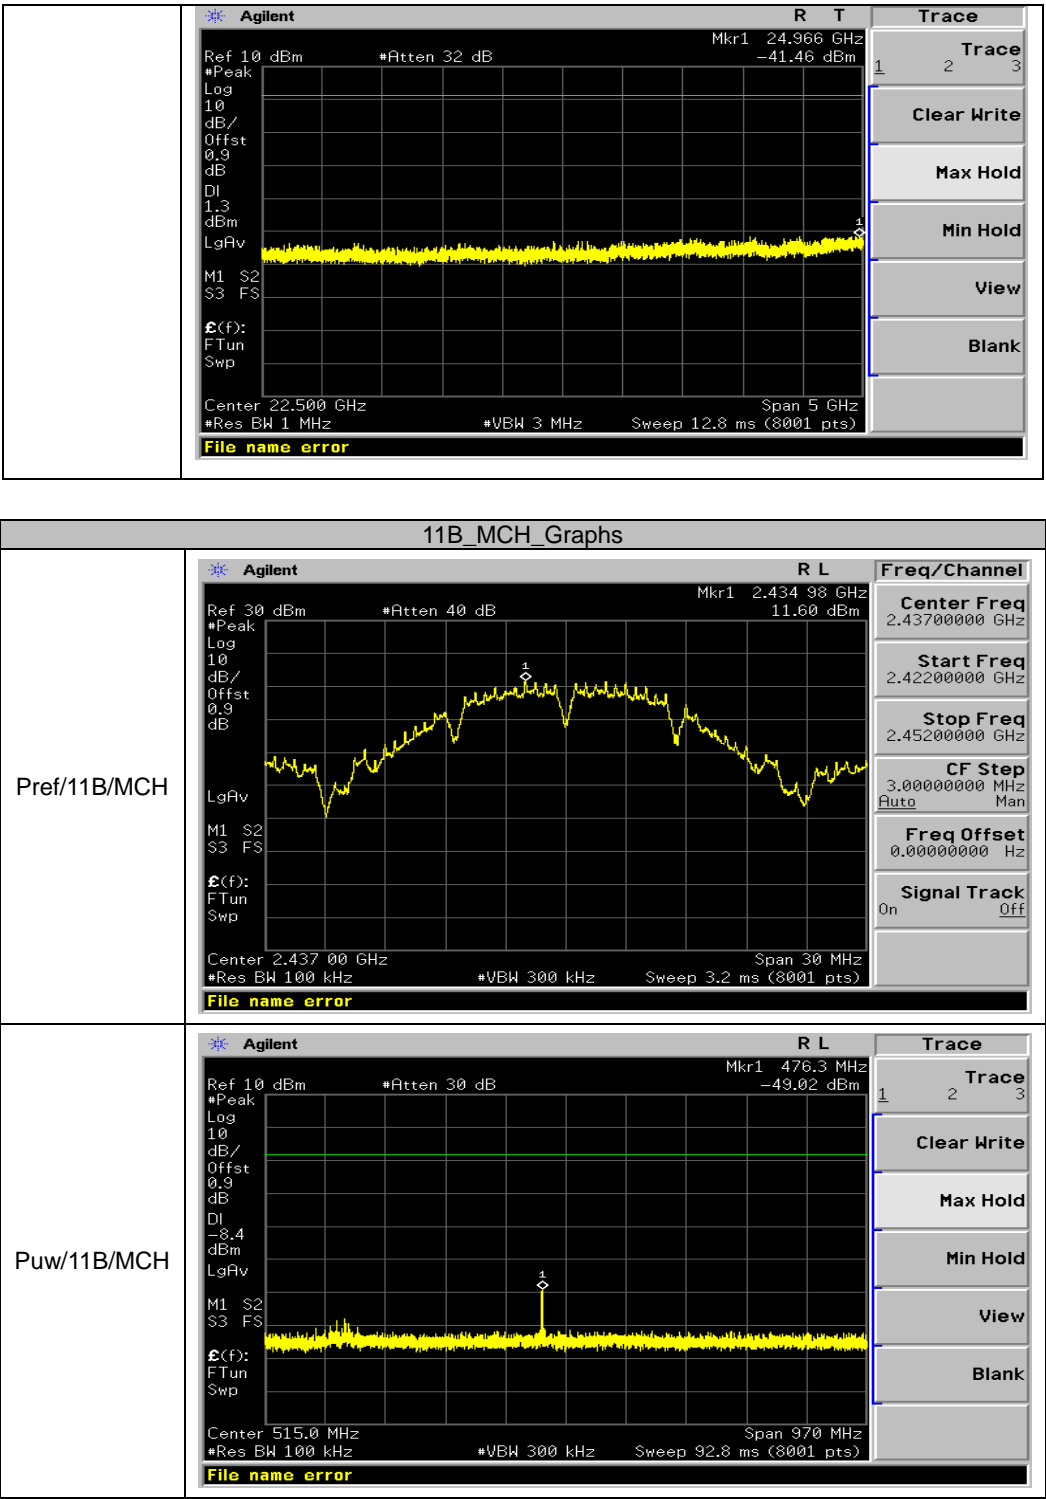 Agilent R T Trace
Mkr1 24.966 GHz
Ref 10 dBm #Atten 32 dB -41.46 dBm
#Peak
Log
10
dB/
Offst
0.9
dB
DI
1.3
dBm
LgAv
M1 S2
S3 FS
£(f):
FTun
Swp
1
Center 22.500 GHz Span 5 GHz
#Res BW 1 MHz #VBW 3 MHz Sweep 12.8 ms (8001 pts)
File name error
Trace
1 2 3
Clear Write
Max Hold
Min Hold
View
Blank
11B_MCH_Graphs
Pref/11B/MCH
Agilent R L Freq/Channel
Mkr1 2.434 98 GHz
Ref 30 dBm #Atten 40 dB 11.60 dBm
#Peak
Log
10
dB/
Offst
0.9
dB
LgAv
M1 S2
S3 FS
£(f):
FTun
Swp
1
Center 2.437 00 GHz Span 30 MHz
#Res BW 100 kHz #VBW 300 kHz Sweep 3.2 ms (8001 pts)
File name error
Center Freq
2.43700000 GHz
Start Freq
2.42200000 GHz
Stop Freq
2.45200000 GHz
CF Step
3.00000000 MHz
Auto Man
Freq Offset
0.00000000 Hz
Signal Track
On Off
Puw/11B/MCH
Agilent R L Trace
Mkr1 476.3 MHz
Ref 10 dBm #Atten 30 dB -49.02 dBm
#Peak
Log
10
dB/
Offst
0.9
dB
DI
-8.4
dBm
LgAv
M1 S2
S3 FS
£(f):
FTun
Swp
1
Center 515.0 MHz Span 970 MHz
#Res BW 100 kHz #VBW 300 kHz Sweep 92.8 ms (8001 pts)
File name error
Trace
1 2 3
Clear Write
Max Hold
Min Hold
View
Blank